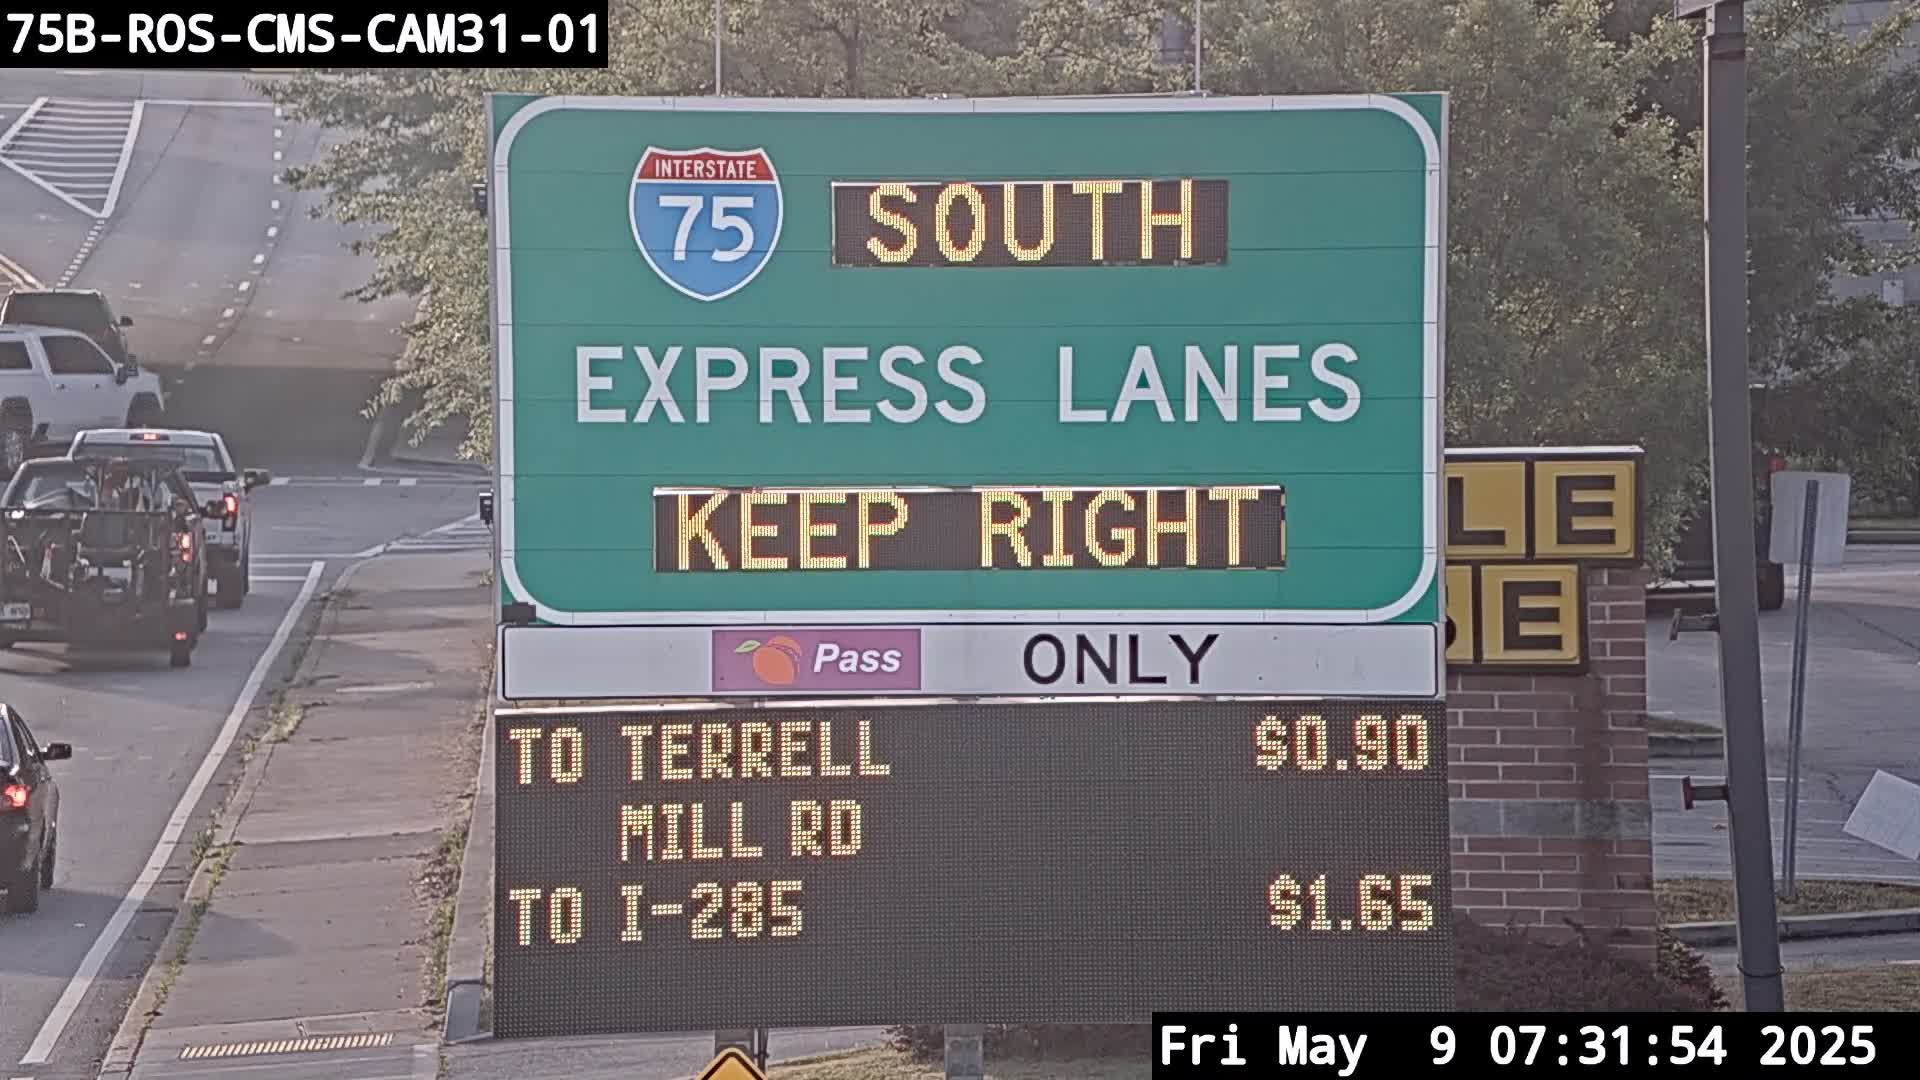 75B-ROS-CMS-CAM31-01
INTERSTATE
75
SOUTH
EXPRESS LANES
KEEP RIGHT
Pass ONLY
TO TERRELL $0.90
MILL RD
TO I-285 $1.65
LE
E
Fri May 9 07:31:54 2025